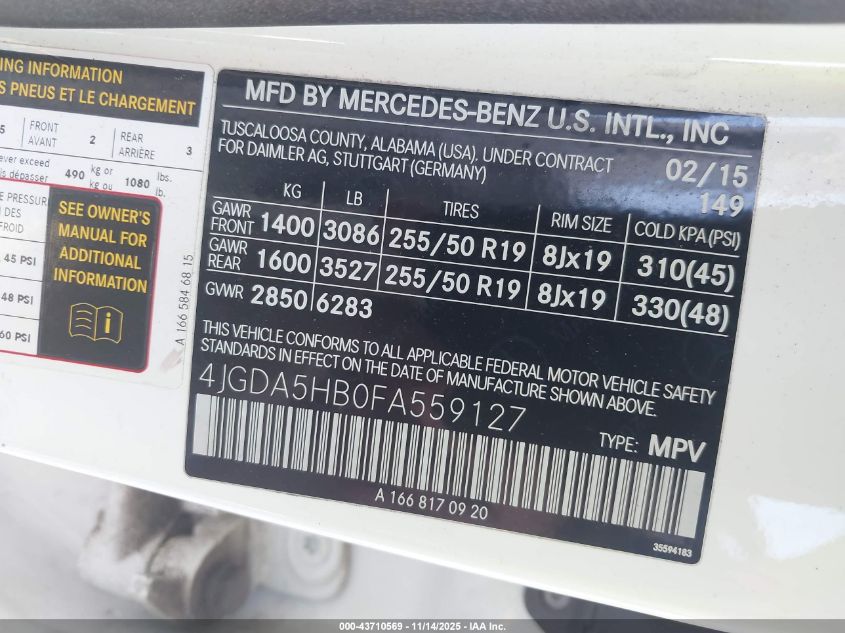 NG INFORMATION
S PNEUS ET LE CHARGEMENT
5 FRONT AVANT 2 REAR ARRIÈRE 3
ever exceed
is dépasser 490 kg or kg ou 1080 lbs. lb.
E PRESSURE
N DES
FROID
45 PSI
48 PSI
60 PSI
SEE OWNER'S
MANUAL FOR
ADDITIONAL
INFORMATION
A 166 584 68 15
MFD BY MERCEDES-BENZ U.S. INTL., INC
TUSCALOOSA COUNTY, ALABAMA (USA). UNDER CONTRACT
FOR DAIMLER AG, STUTTGART (GERMANY)
02/15
149
KG LB TIRES RIM SIZE COLD KPA(PSI)
GAWR FRONT 1400 3086 255/50 R19 8Jx19 310(45)
GAWR REAR 1600 3527 255/50 R19 8Jx19 330(48)
GVWR 2850 6283
THIS VEHICLE CONFORMS TO ALL APPLICABLE FEDERAL MOTOR VEHICLE SAFETY
STANDARDS IN EFFECT ON THE DATE OF MANUFACTURE SHOWN ABOVE.
4JGDA5HB0FA559127
TYPE: MPV
A 166 817 09 20
35594183
000-43710569 - 11/14/2025 - IAA Inc.